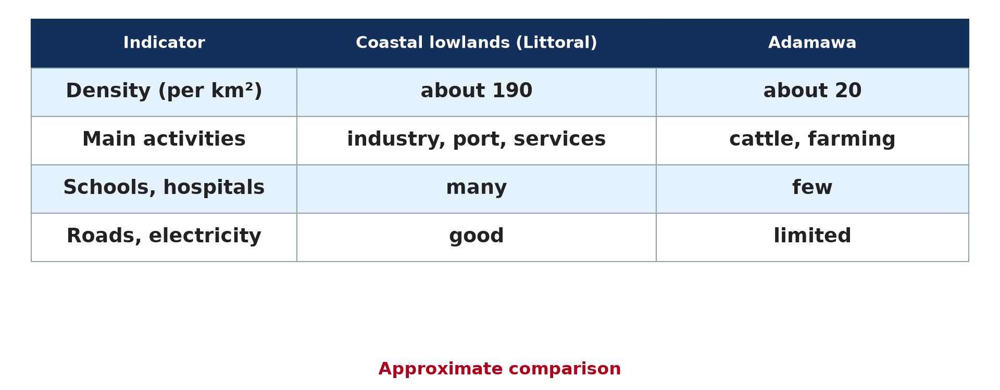 Indicator Coastal lowlands (Littoral) Adamawa
Density (per km²) about 190 about 20
Main activities industry, port, services cattle, farming
Schools, hospitals many few
Roads, electricity good limited
Approximate comparison